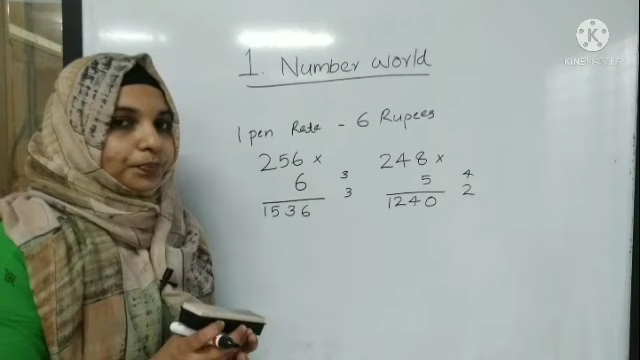 KINEMASTER
1. Number world
1 pen Rate - 6 Rupees
256 x 248 x
6 3 5 4
3 2
1536 1240